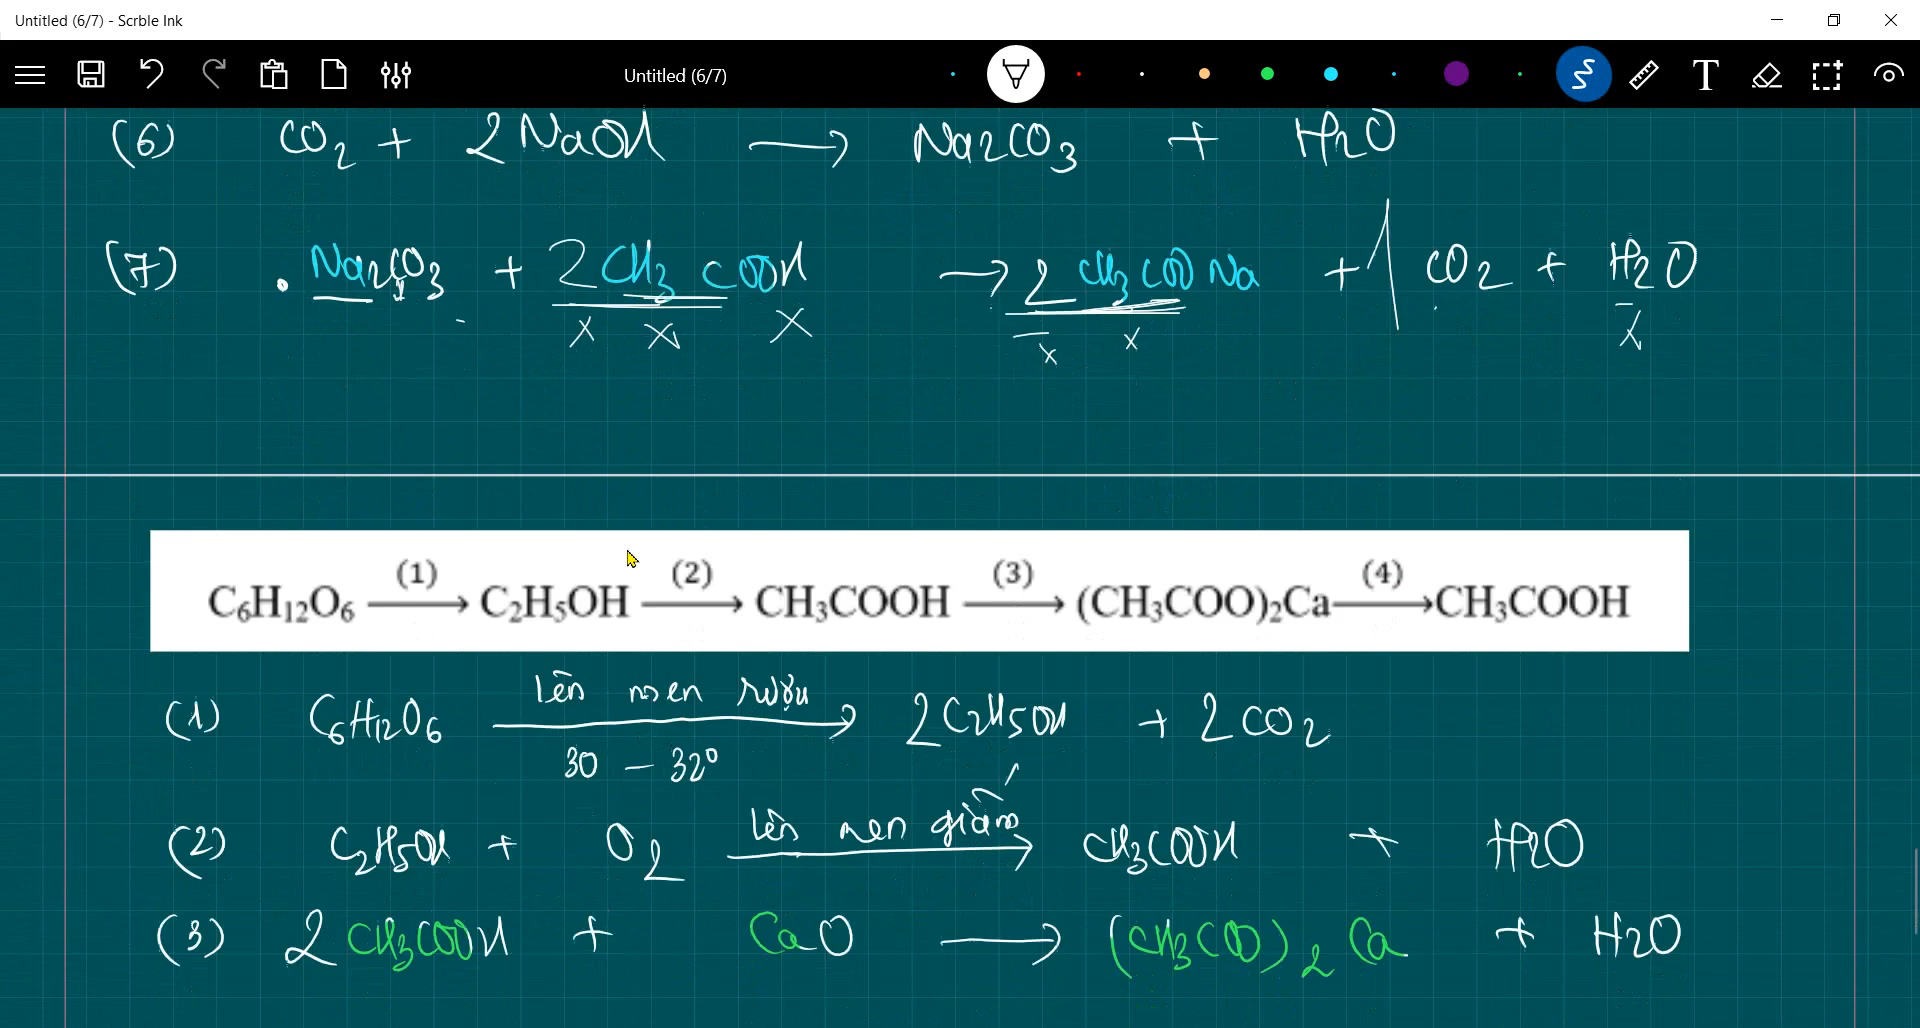 Untitled (6/7) - Scrble Ink
Untitled (6/7) T
(6) CO2 + 2NaOH → Na2CO3 + H2O
(7) Na2CO3 + 2CH3COOH → 2CH3COONa + CO2 + H2O
x x x x x x
C6H12O6 (1)→ C2H5OH (2)→ CH3COOH (3)→ (CH3COO)2Ca (4)→ CH3COOH
(1) C6H12O6 lên men rượu → 2C2H5OH + 2CO2
30 - 32°
(2) C2H5OH + O2 lên men giấm → CH3COOH + H2O
(3) 2CH3COOH + CaO → (CH3COO)2Ca + H2O